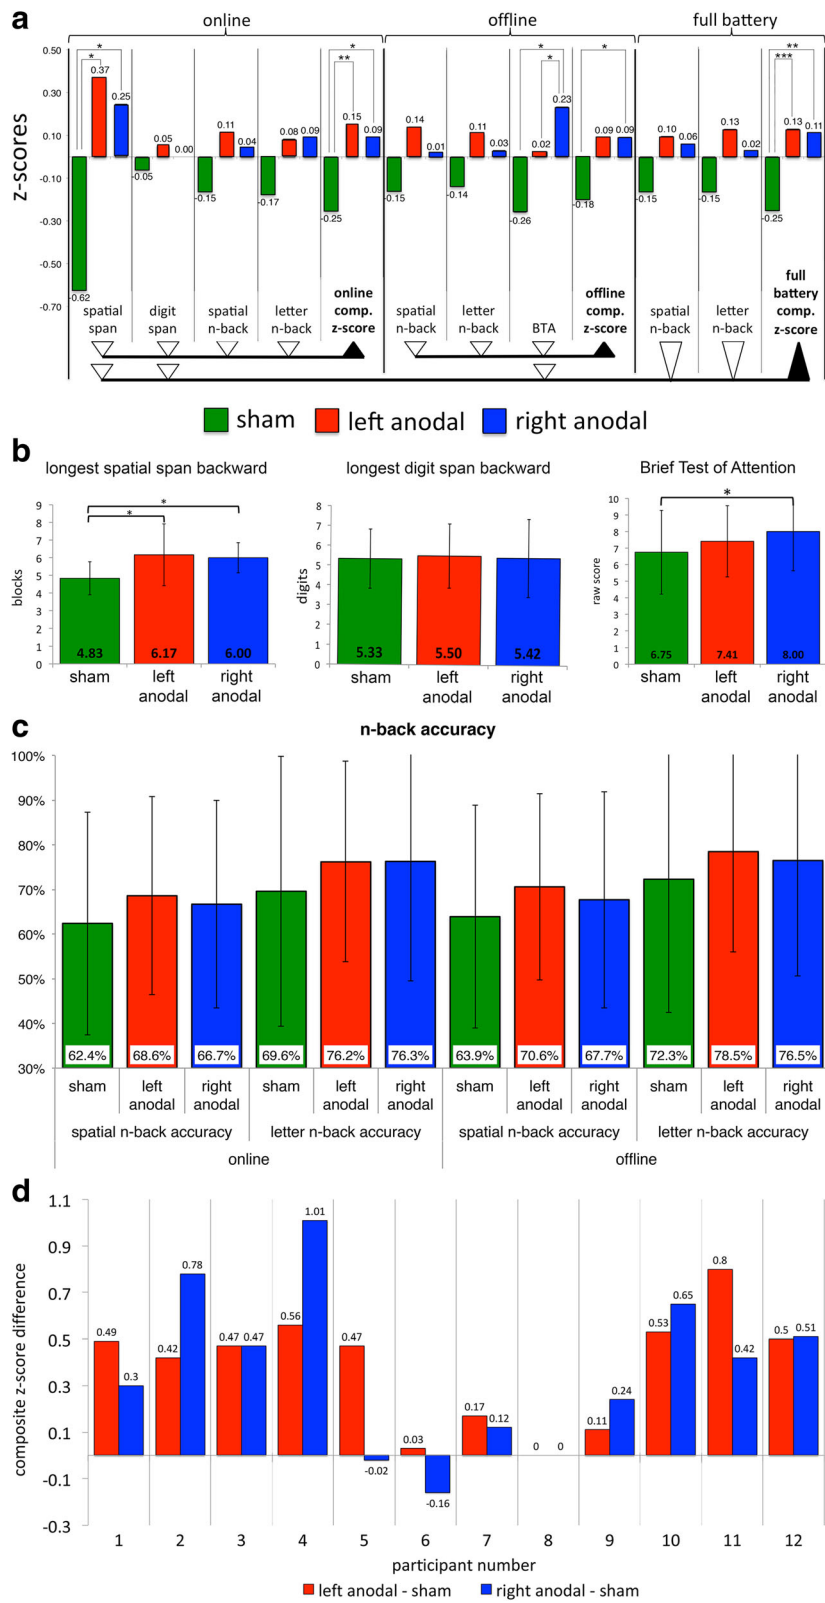 a
online
offline
full battery
z-scores
0.50
0.30
0.10
-0.10
-0.30
-0.50
-0.70
* * * ** * * * ** ***
0.37 0.25 0.05 0.00 0.11 0.04 0.08 0.09 0.15 0.09 0.14 0.01 0.11 0.03 0.02 0.23 0.09 0.09 0.10 0.06 0.13 0.02 0.13 0.11
-0.62 -0.05 -0.15 -0.17 -0.25 -0.15 -0.14 -0.26 -0.18 -0.15 -0.15 -0.25
spatial span
digit span
spatial n-back
letter n-back
online comp. z-score
spatial n-back
letter n-back
BTA
offline comp. z-score
spatial n-back
letter n-back
full battery comp. z-score
sham left anodal right anodal
b
longest spatial span backward
blocks
9
8
7
6
5
4
3
2
1
0
* *
4.83 6.17 6.00
sham left anodal right anodal
longest digit span backward
digits
8
7
6
5
4
3
2
1
0
5.33 5.50 5.42
sham left anodal right anodal
Brief Test of Attention
raw score
10
9
8
7
6
5
4
3
2
1
0
*
6.75 7.41 8.00
sham left anodal right anodal
c
n-back accuracy
100%
90%
80%
70%
60%
50%
40%
30%
62.4% 68.6% 66.7% 69.6% 76.2% 76.3% 63.9% 70.6% 67.7% 72.3% 78.5% 76.5%
sham left anodal right anodal sham left anodal right anodal sham left anodal right anodal sham left anodal right anodal
spatial n-back accuracy letter n-back accuracy spatial n-back accuracy letter n-back accuracy
online offline
d
composite z-score difference
1.1
0.9
0.7
0.5
0.3
0.1
-0.1
-0.3
0.49 0.3 0.42 0.78 0.47 0.47 0.56 1.01 0.47 -0.02 0.03 -0.16 0.17 0.12 0 0 0.11 0.24 0.53 0.65 0.8 0.42 0.5 0.51
1 2 3 4 5 6 7 8 9 10 11 12
participant number
left anodal - sham right anodal - sham